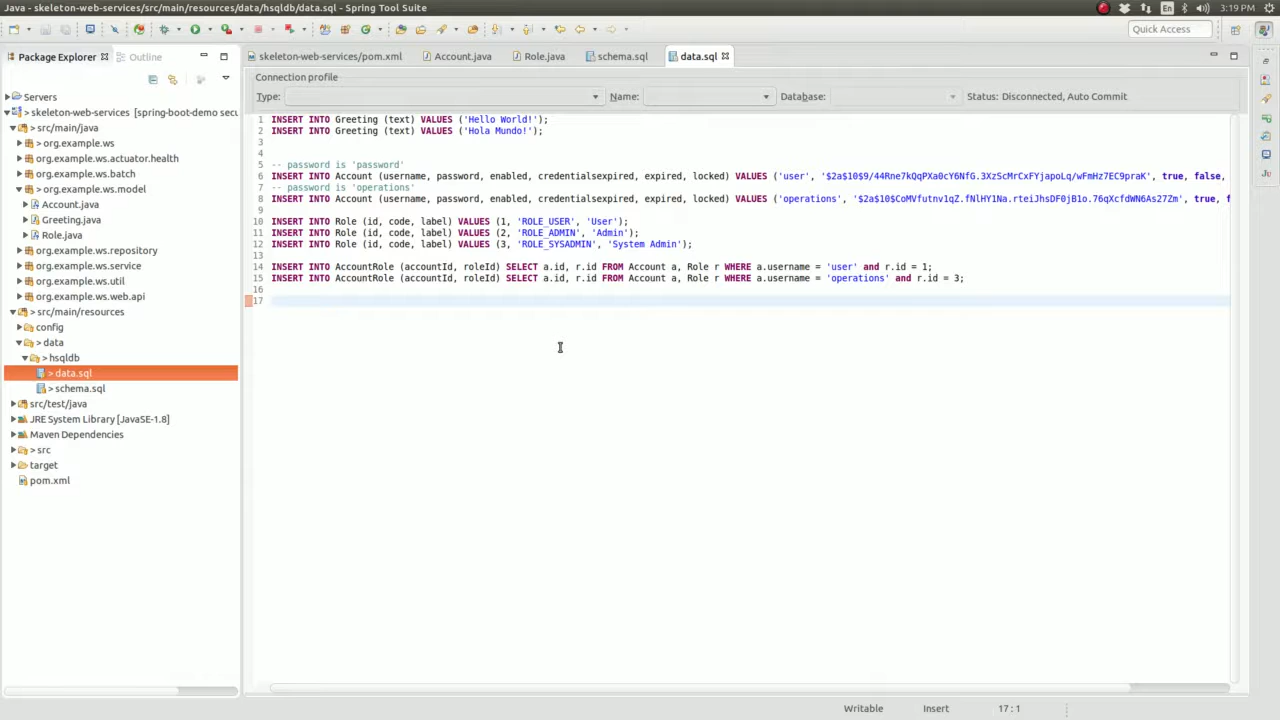 Java - skeleton-web-services/src/main/resources/data/hsqldb/data.sql - Spring Tool Suite
En
3:19 PM
Quick Access
Package Explorer
Outline
skeleton-web-services/pom.xml
Account.java
Role.java
schema.sql
data.sql
Connection profile
Type:
Name:
Database:
Status: Disconnected, Auto Commit
Servers
> skeleton-web-services [spring-boot-demo secu
> src/main/java
> org.example.ws
org.example.ws.actuator.health
org.example.ws.batch
> org.example.ws.model
Account.java
Greeting.java
Role.java
org.example.ws.repository
org.example.ws.service
org.example.ws.util
org.example.ws.web.api
> src/main/resources
config
> data
> hsqldb
> data.sql
> schema.sql
src/test/java
JRE System Library [JavaSE-1.8]
Maven Dependencies
> src
target
pom.xml
1 INSERT INTO Greeting (text) VALUES ('Hello World!');
2 INSERT INTO Greeting (text) VALUES ('Hola Mundo!');
3
4
5 -- password is 'password'
6 INSERT INTO Account (username, password, enabled, credentialsexpired, expired, locked) VALUES ('user', '$2a$10$9/44Rne7kQqPXa0cY6NfG.3XzScMrCxFYjapoLq/wFmHz7EC9praK', true, false,
7 -- password is 'operations'
8 INSERT INTO Account (username, password, enabled, credentialsexpired, expired, locked) VALUES ('operations', '$2a$10$CoMVfutnv1qZ.fNlHY1Na.rteiJhsDF0jB1o.76qXcfdWN6As27Zm', true, f
9
10 INSERT INTO Role (id, code, label) VALUES (1, 'ROLE_USER', 'User');
11 INSERT INTO Role (id, code, label) VALUES (2, 'ROLE_ADMIN', 'Admin');
12 INSERT INTO Role (id, code, label) VALUES (3, 'ROLE_SYSADMIN', 'System Admin');
13
14 INSERT INTO AccountRole (accountId, roleId) SELECT a.id, r.id FROM Account a, Role r WHERE a.username = 'user' and r.id = 1;
15 INSERT INTO AccountRole (accountId, roleId) SELECT a.id, r.id FROM Account a, Role r WHERE a.username = 'operations' and r.id = 3;
16
17
Writable
Insert
17 : 1